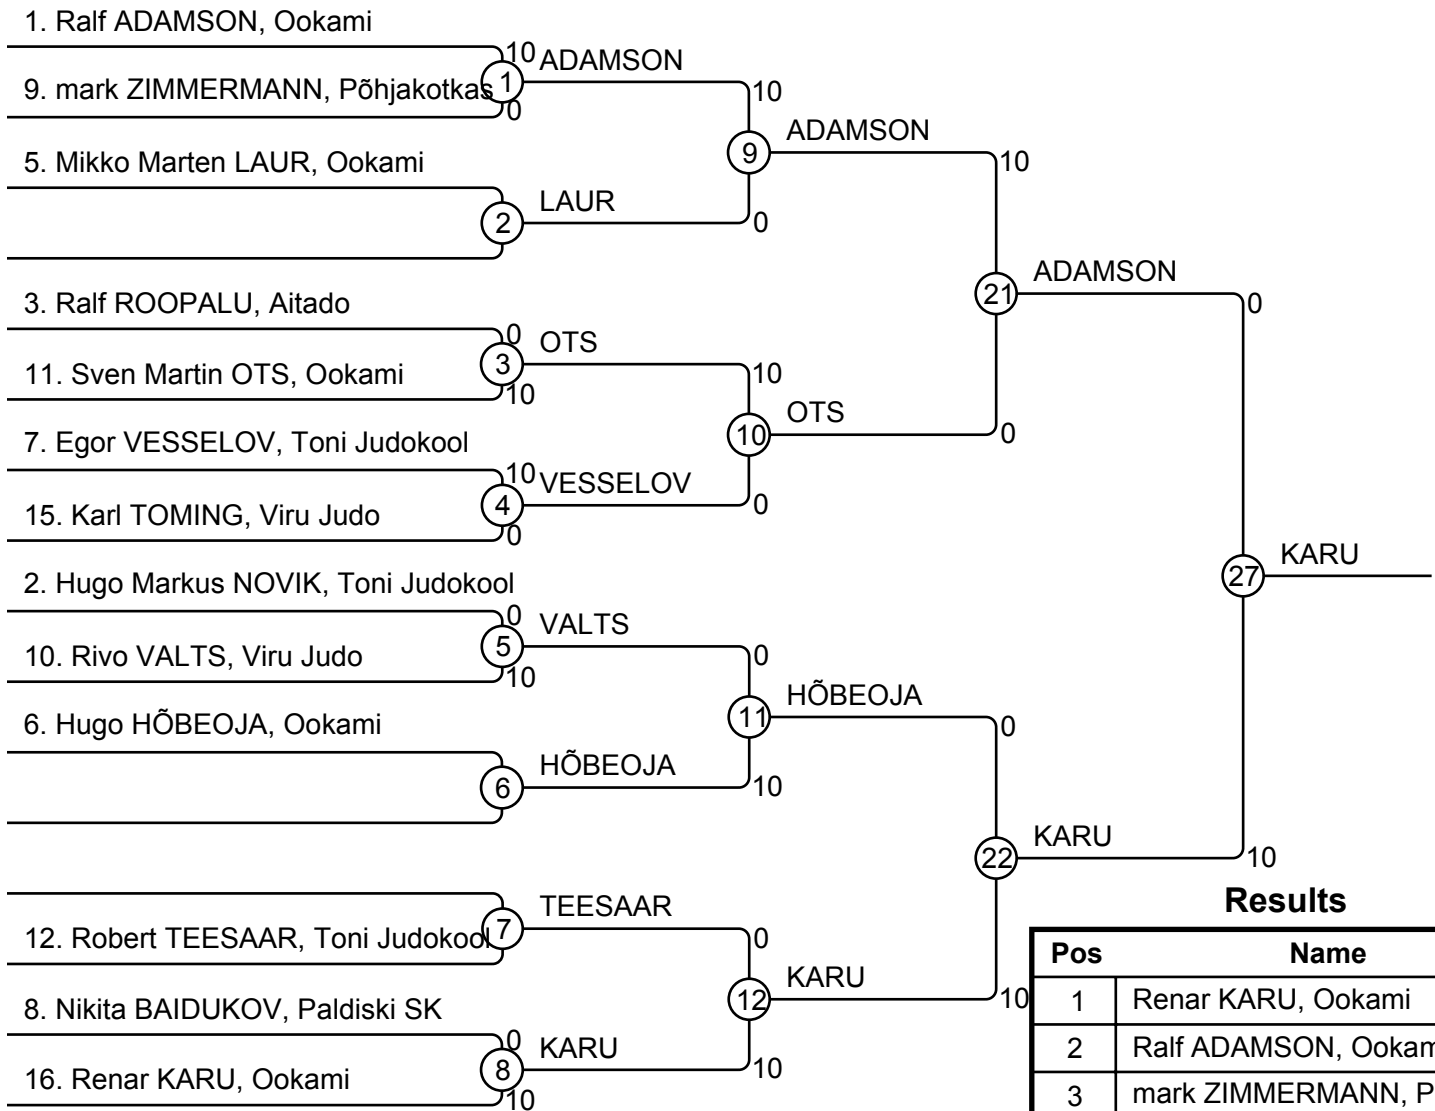 1. Ralf ADAMSON, Ookami
10
ADAMSON
1
9. mark ZIMMERMANN, Põhjakotkas
0
10
ADAMSON
9
5. Mikko Marten LAUR, Ookami
10
LAUR
2
0
ADAMSON
21
0
3. Ralf ROOPALU, Aitado
0
OTS
3
11. Sven Martin OTS, Ookami
10
10
OTS
10
0
7. Egor VESSELOV, Toni Judokool
10
VESSELOV
4
15. Karl TOMING, Viru Judo
0
0
KARU
27
2. Hugo Markus NOVIK, Toni Judokool
0
VALTS
5
10. Rivo VALTS, Viru Judo
10
0
HÕBEOJA
11
0
6. Hugo HÕBEOJA, Ookami
HÕBEOJA
6
10
KARU
22
10
TEESAAR
7
12. Robert TEESAAR, Toni Judokool
0
KARU
12
10
8. Nikita BAIDUKOV, Paldiski SK
0
KARU
8
16. Renar KARU, Ookami
10
10
Results
Pos Name
1 Renar KARU, Ookami
2 Ralf ADAMSON, Ookam
3 mark ZIMMERMANN, P